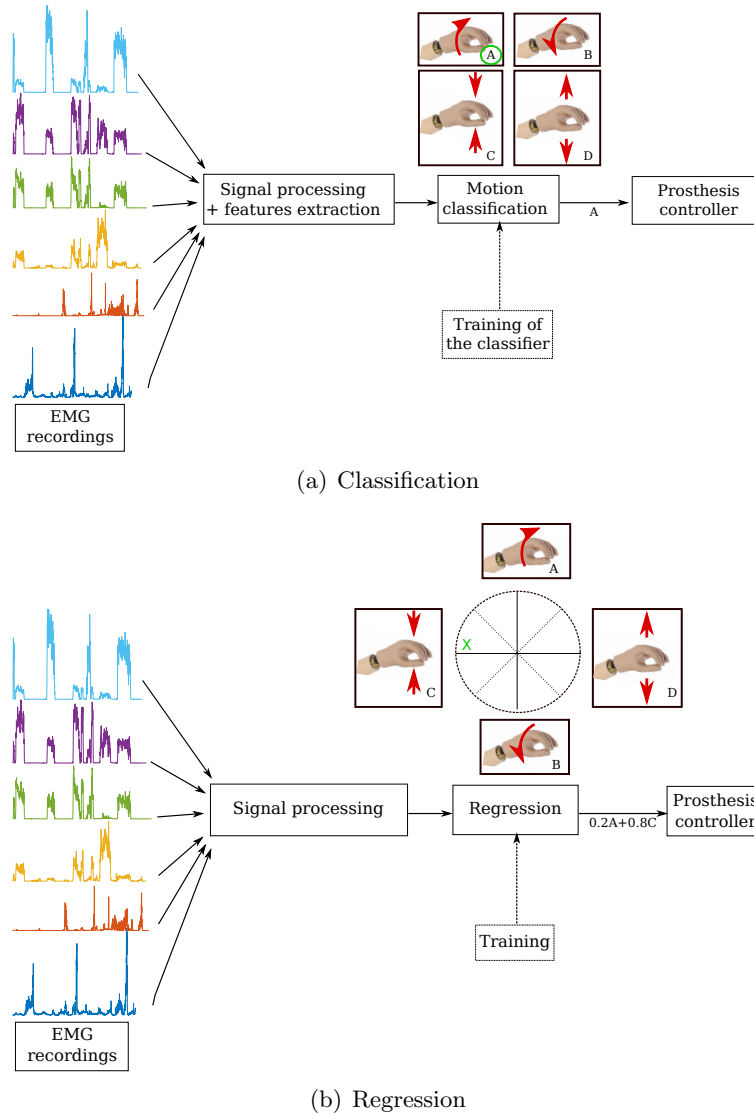 A
B
C
D
Signal processing
+ features extraction
Motion
classification
A
Prosthesis
controller
Training of
the classifier
EMG
recordings
(a) Classification
A
X
C
D
B
Signal processing
Regression
0.2A+0.8C
Prosthesis
controller
Training
EMG
recordings
(b) Regression